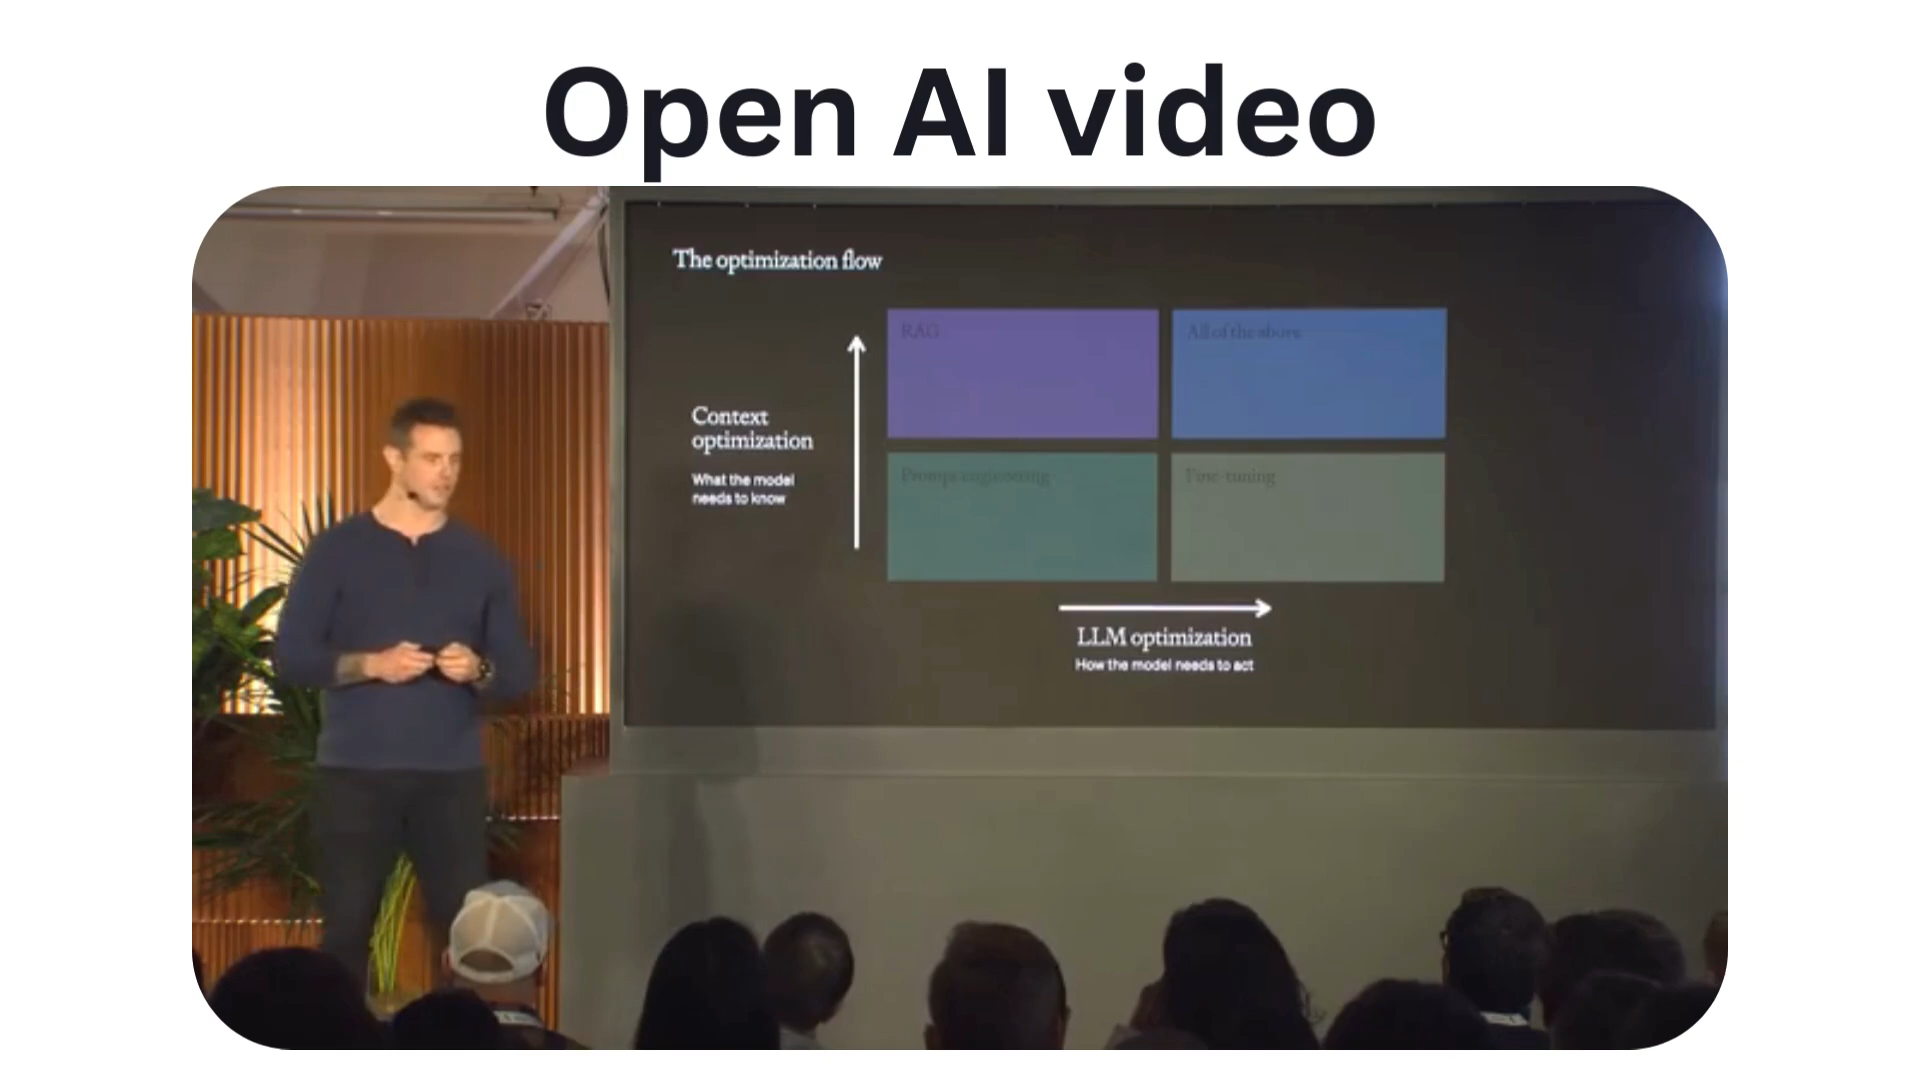 Open AI video
The optimization flow
RAG
All of the above
Context
optimization
What the model
needs to know
Prompt engineering
Fine-tuning
LLM optimization
How the model needs to act